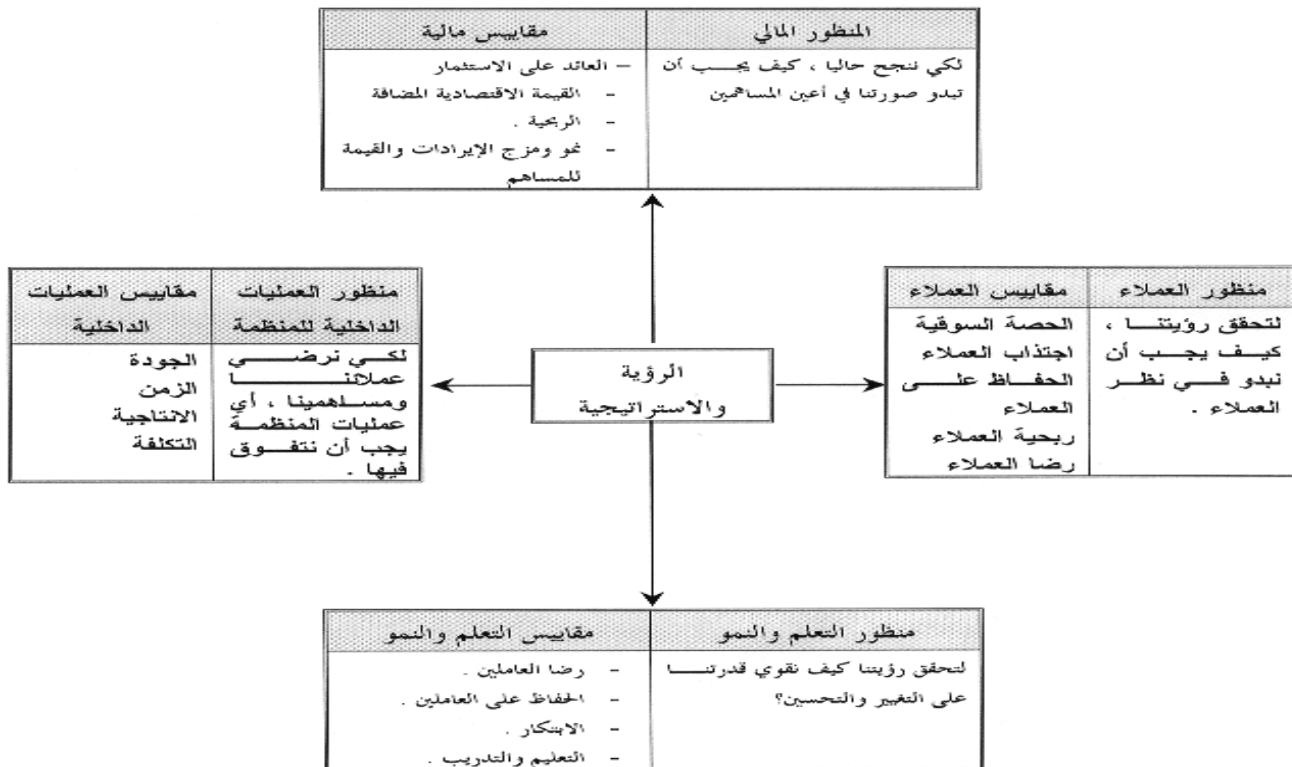 المنظور المالي
مقاييس مالية
لكي ننجح حاليا ، كيف يجب أن
تبدو صورتنا في أعين المساهمين
– العائد على الاستثمار
- القيمة الاقتصادية المضافة
- الربحية .
- نمو ومزج الإيرادات والقيمة
للمساهم
منظور العملاء
مقاييس العملاء
لتحقق رؤيتنا ،
كيف يجب أن
نبدو في نظر
العملاء .
الحصة السوقية
اجتذاب العملاء
الحفاظ على
العملاء
ربحية العملاء
رضا العملاء
الرؤية
والاستراتيجية
منظور العمليات
الداخلية للمنظمة
مقاييس العمليات
الداخلية
لكي نرضي
عملائنا
ومساهمينا ، أي
عمليات المنظمة
يجب أن نتفوق
فيها .
الجودة
الزمن
الانتاجية
التكلفة
منظور التعلم والنمو
مقاييس التعلم والنمو
لتحقق رؤيتنا كيف نقوي قدرتنا
على التغيير والتحسين؟
- رضا العاملين .
- الحفاظ على العاملين .
- الابتكار .
- التعليم والتدريب .